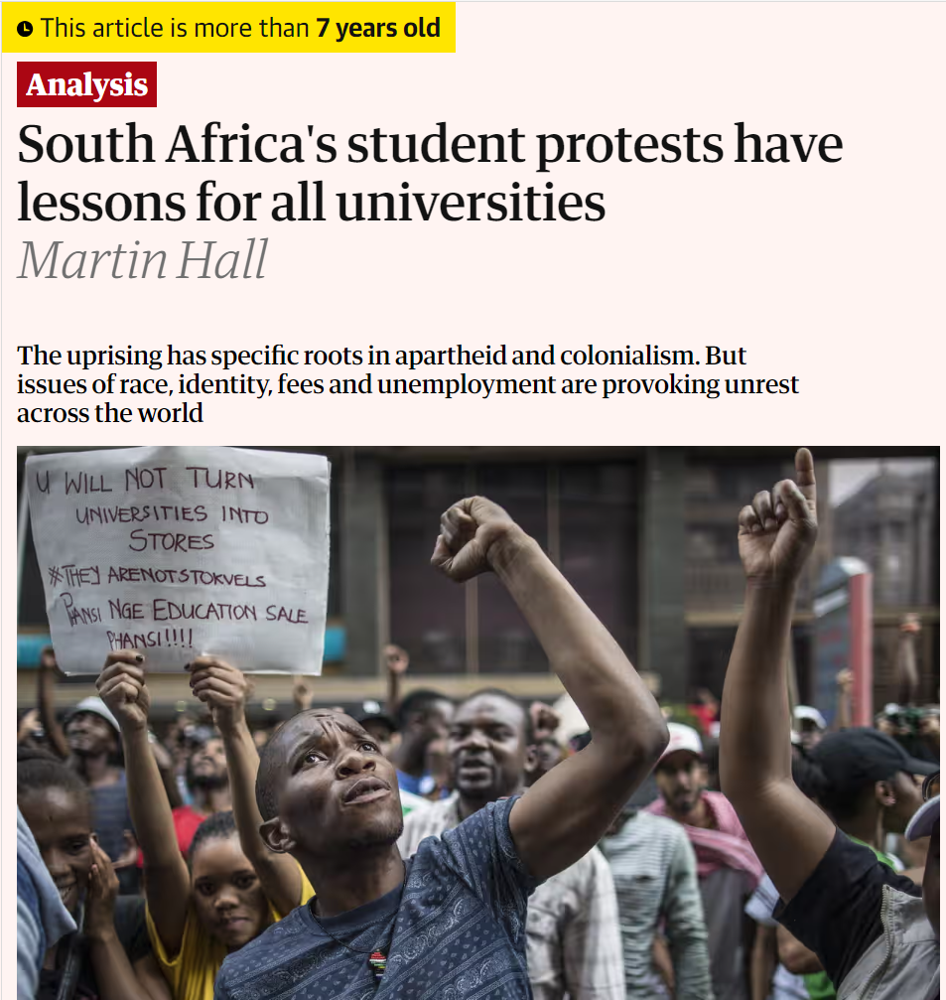 This article is more than 7 years old
Analysis
South Africa's student protests have
lessons for all universities
Martin Hall
The uprising has specific roots in apartheid and colonialism. But
issues of race, identity, fees and unemployment are provoking unrest
across the world
U WILL NOT TURN
UNIVERSITIES INTO
STORES
#THEY ARENOTSTOKVELS
PHANSI NGE EDUCATION SALE
PHANSI!!!!